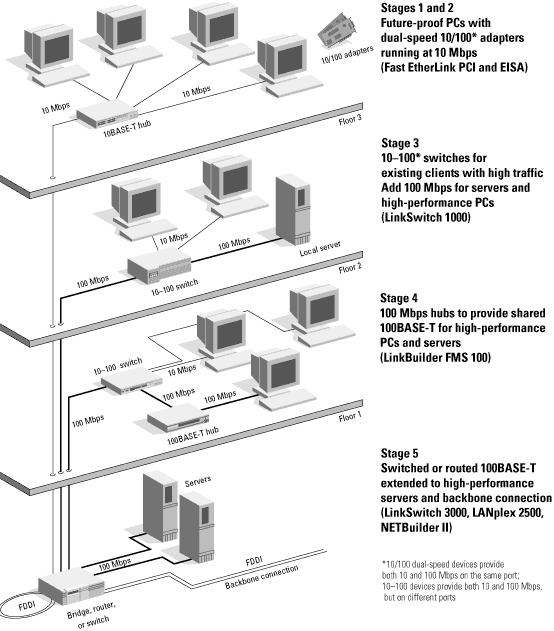 Stages 1 and 2
Future-proof PCs with
dual-speed 10/100* adapters
running at 10 Mbps
(Fast EtherLink PCI and EISA)
10/100 adapters
10 Mbps
10 Mbps
10BASE-T hub
Floor 3
Stage 3
10–100* switches for
existing clients with high traffic
Add 100 Mbps for servers and
high-performance PCs
(LinkSwitch 1000)
10 Mbps
100 Mbps
Local server
100 Mbps
10–100 switch
Floor 2
Stage 4
100 Mbps hubs to provide shared
100BASE-T for high-performance
PCs and servers
(LinkBuilder FMS 100)
10–100 switch
10 Mbps
100 Mbps
100 Mbps
100 Mbps
100BASE-T hub
Floor 1
Stage 5
Switched or routed 100BASE-T
extended to high-performance
servers and backbone connection
(LinkSwitch 3000, LANplex 2500,
NETBuilder II)
Servers
100 Mbps
FDDI
Backbone connection
FDDI
Bridge, router,
or switch
*10/100 dual-speed devices provide
both 10 and 100 Mbps on the same port;
10–100 devices provide both 10 and 100 Mbps,
but on different ports